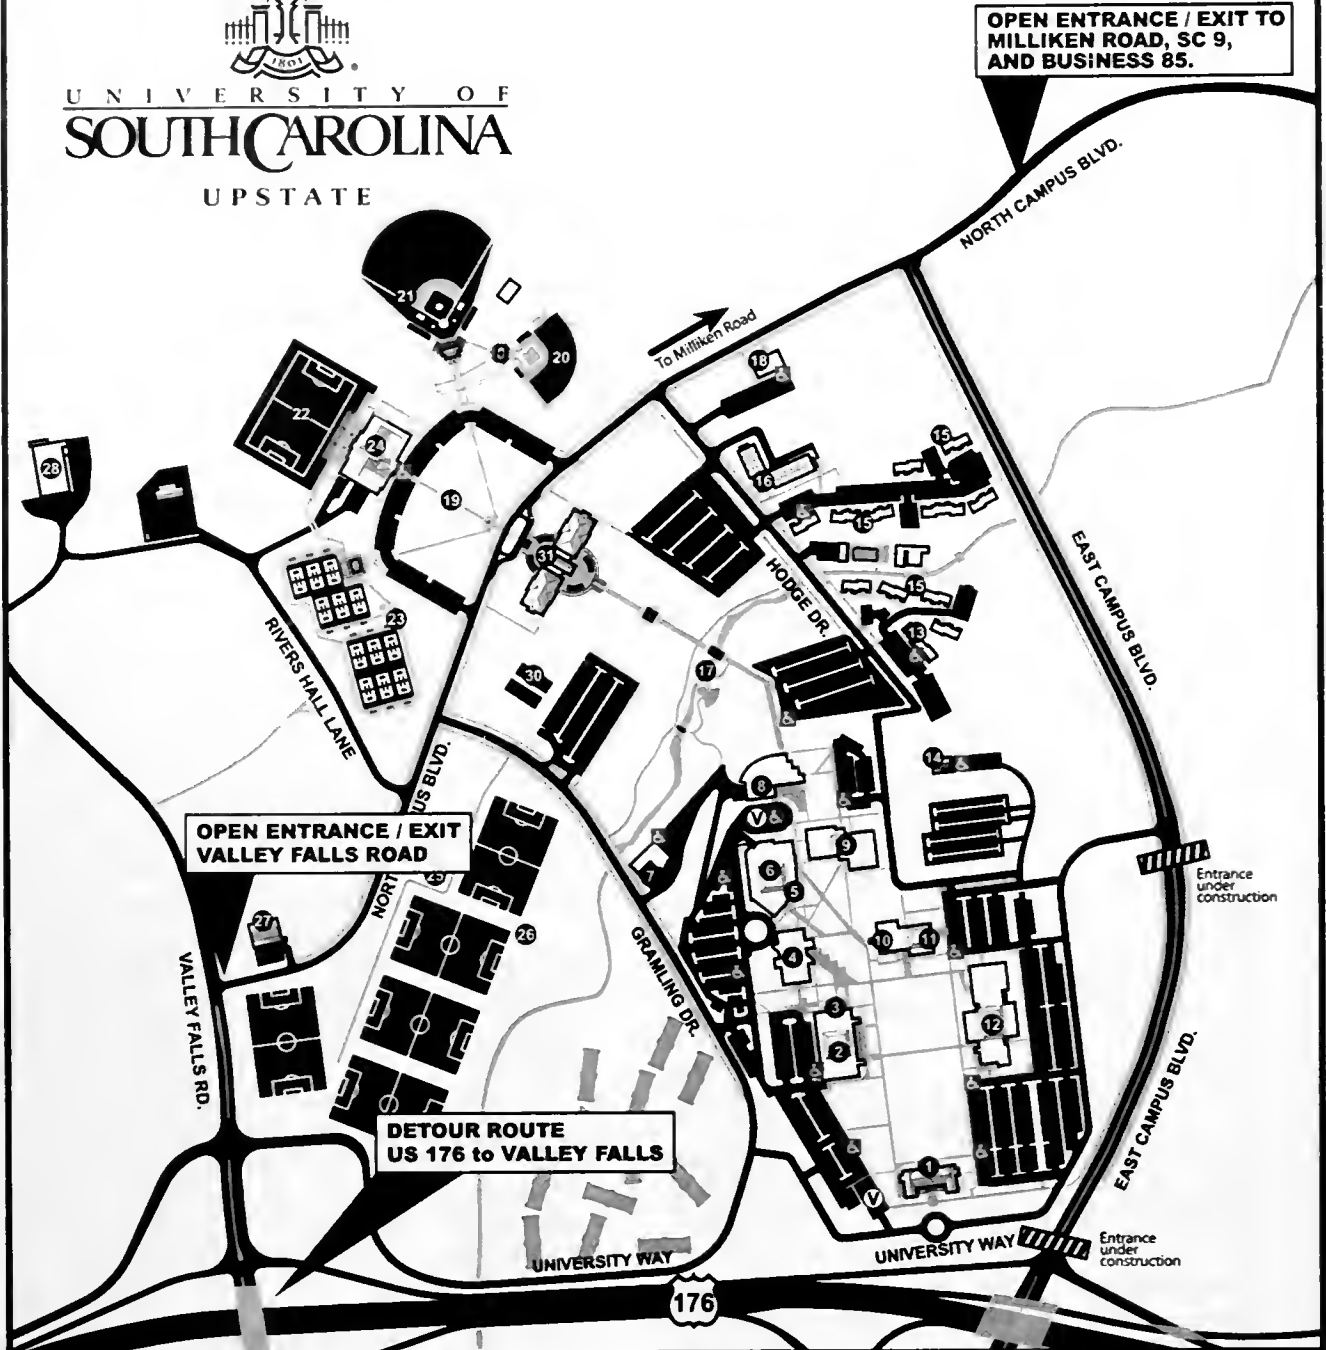 1801
UNIVERSITY OF
SOUTH CAROLINA
UPSTATE
OPEN ENTRANCE / EXIT TO
MILLIKEN ROAD, SC 9,
AND BUSINESS 85.
NORTH CAMPUS BLVD.
21
20
To Milliken Road
18
22
24
28
19
15
16
15
31
HODGE DR.
EAST CAMPUS BLVD.
15
23
13
RIVERS HALL LANE
30
17
14
8
V
OPEN ENTRANCE / EXIT
VALLEY FALLS ROAD
NORTH
US BLVD.
9
7
6
5
Entrance
under
construction
27
26
GRAMLING DR.
10
11
4
VALLEY FALLS RD.
3
12
2
EAST CAMPUS BLVD.
DETOUR ROUTE
US 176 to VALLEY FALLS
1
V
UNIVERSITY WAY
UNIVERSITY WAY
Entrance
under
construction
176